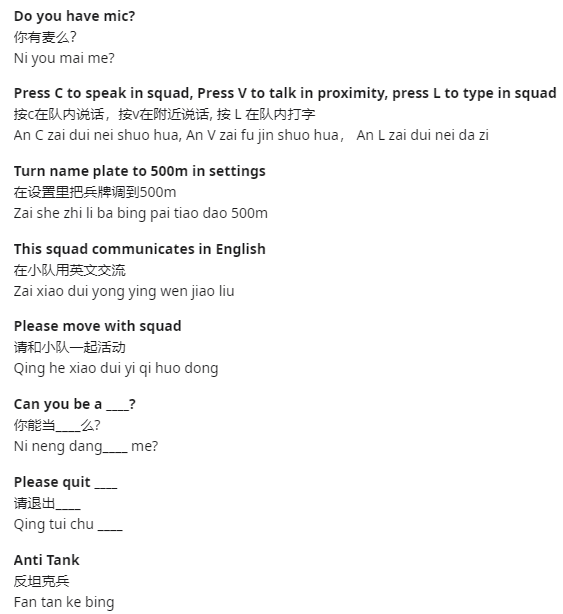 Do you have mic?
你有麦么?
Ni you mai me?
Press C to speak in squad, Press V to talk in proximity, press L to type in squad
按c在队内说话，按v在附近说话, 按 L 在队内打字
An C zai dui nei shuo hua, An V zai fu jin shuo hua， An L zai dui nei da zi
Turn name plate to 500m in settings
在设置里把兵牌调到500m
Zai she zhi li ba bing pai tiao dao 500m
This squad communicates in English
在小队用英文交流
Zai xiao dui yong ying wen jiao liu
Please move with squad
请和小队一起活动
Qing he xiao dui yi qi huo dong
Can you be a ____?
你能当____么?
Ni neng dang____ me?
Please quit ____
请退出____
Qing tui chu ____
Anti Tank
反坦克兵
Fan tan ke bing